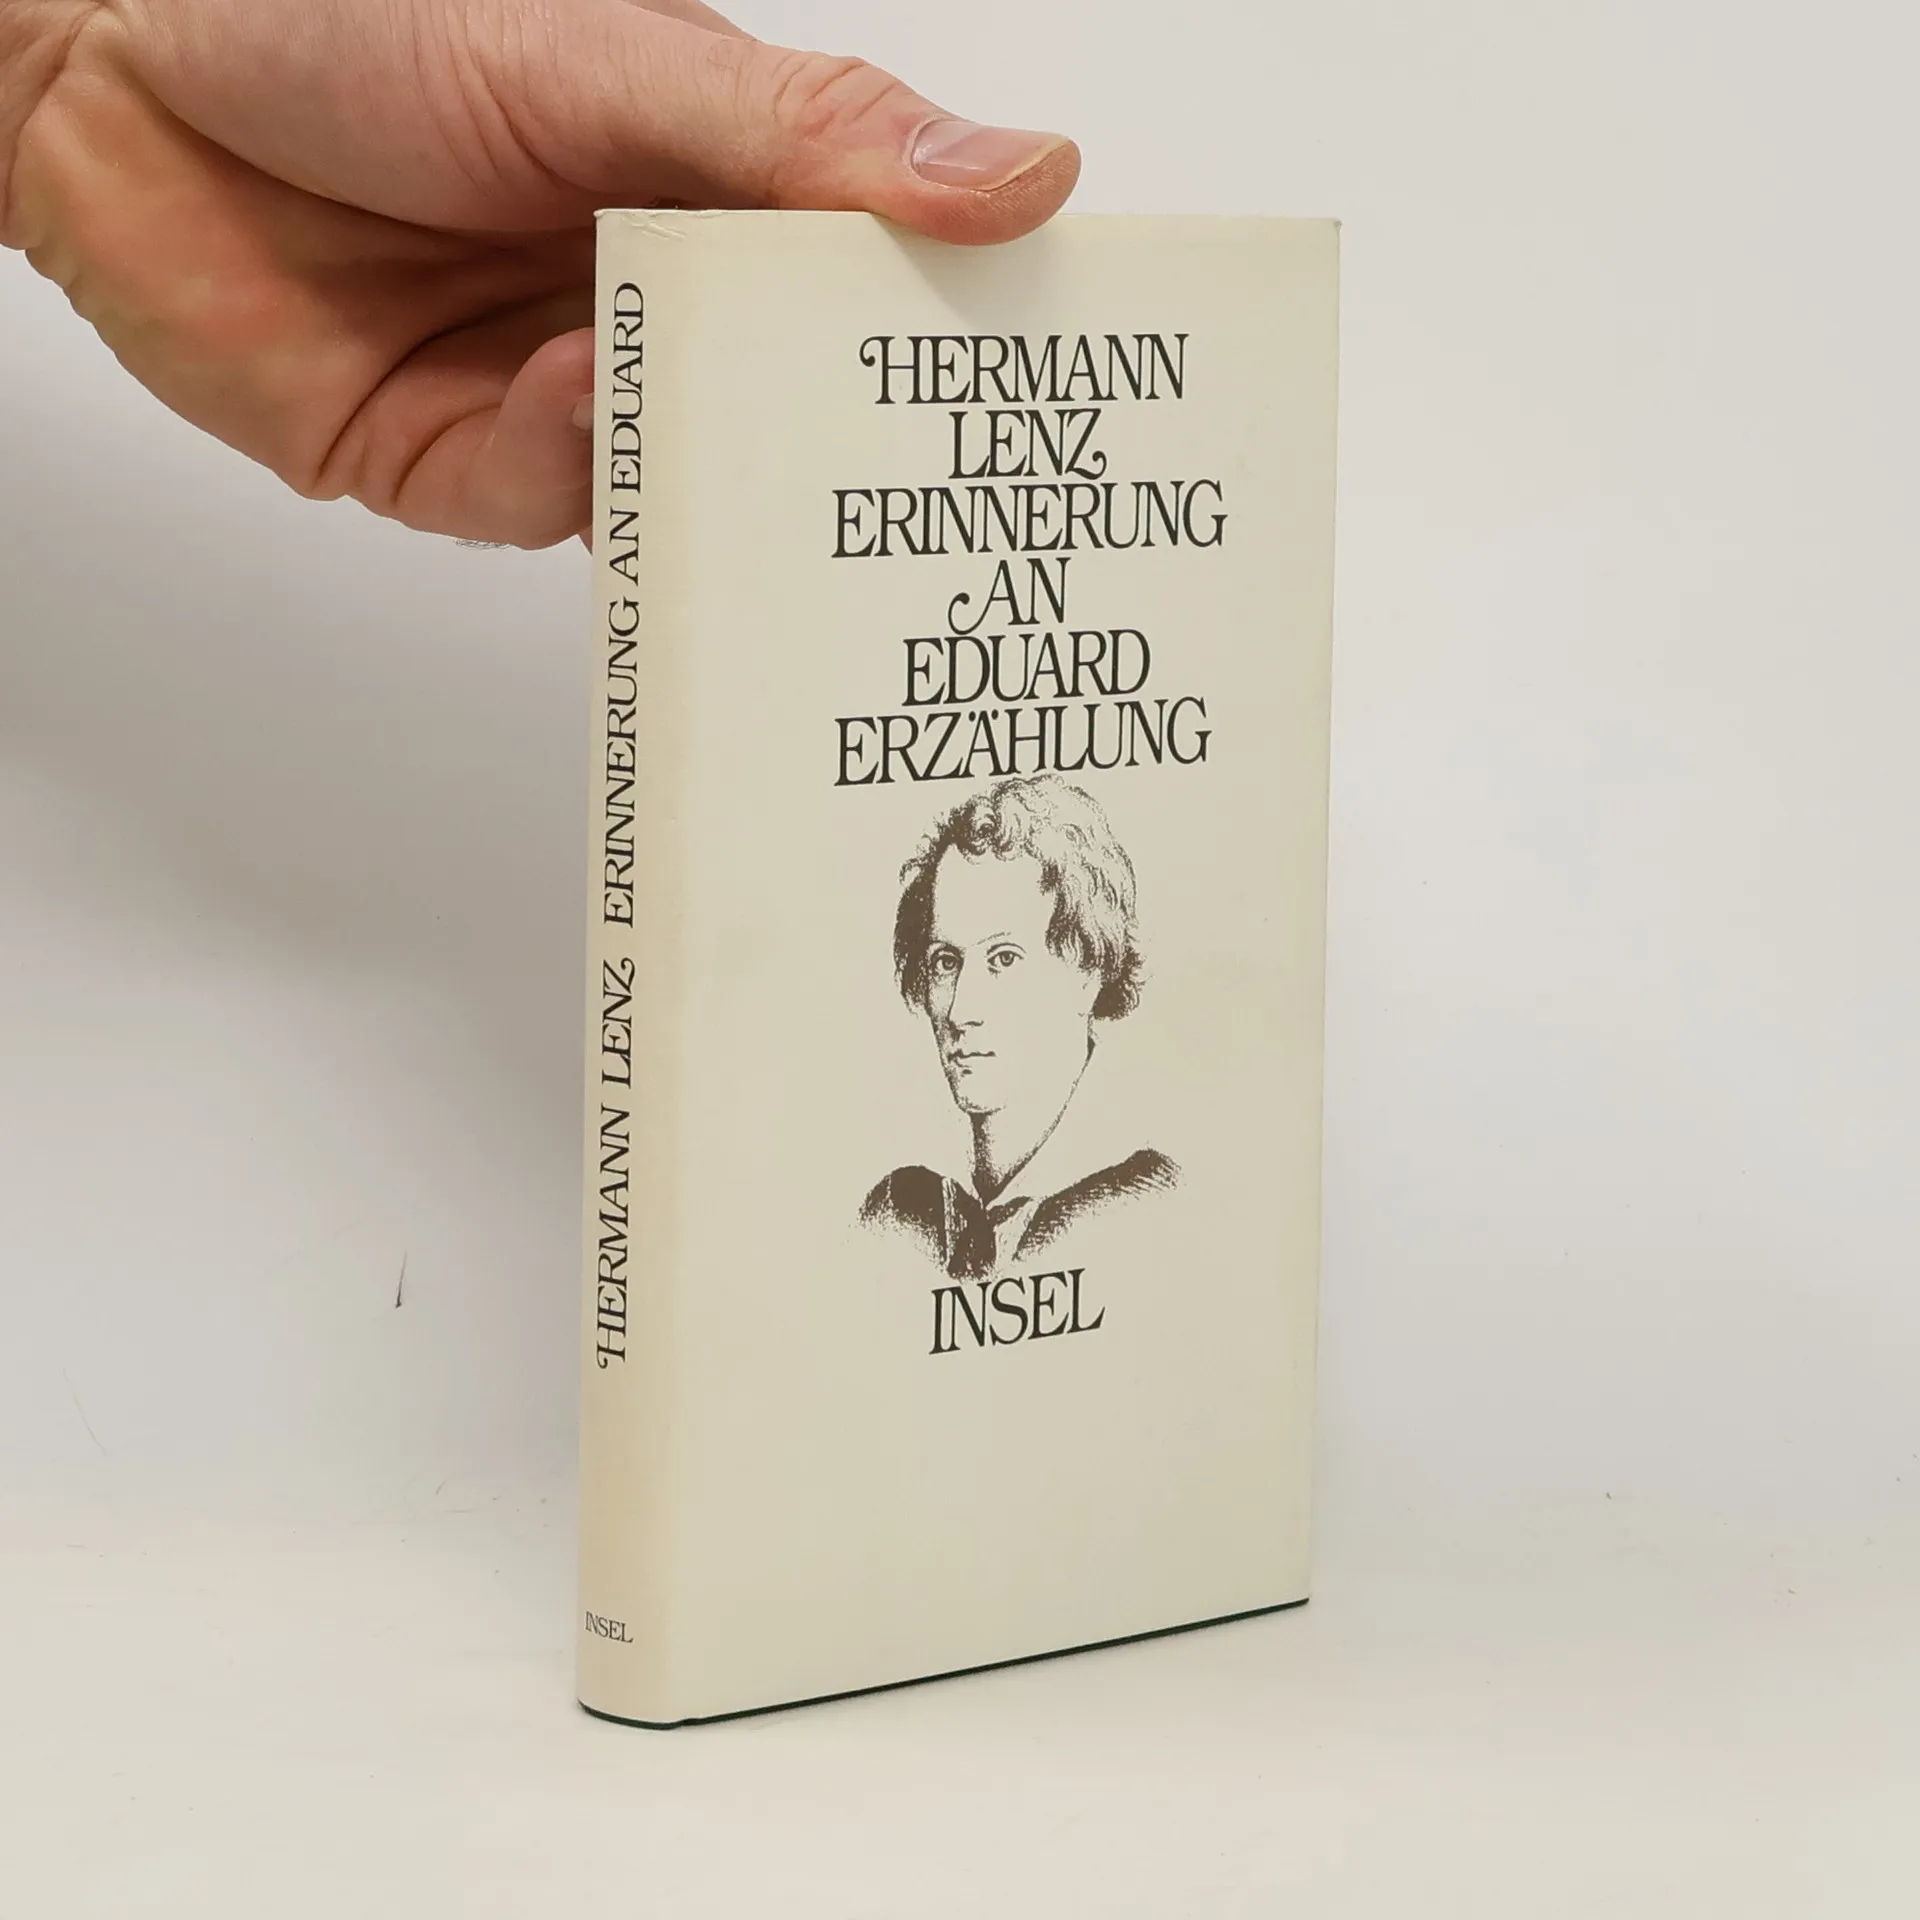 HERMANN LENZ ERINNERUNG AN EDUARD
INSEL
HERMANN
LENZ
ERINNERUNG
AN
EDUARD
ERZÄHLUNG
INSEL